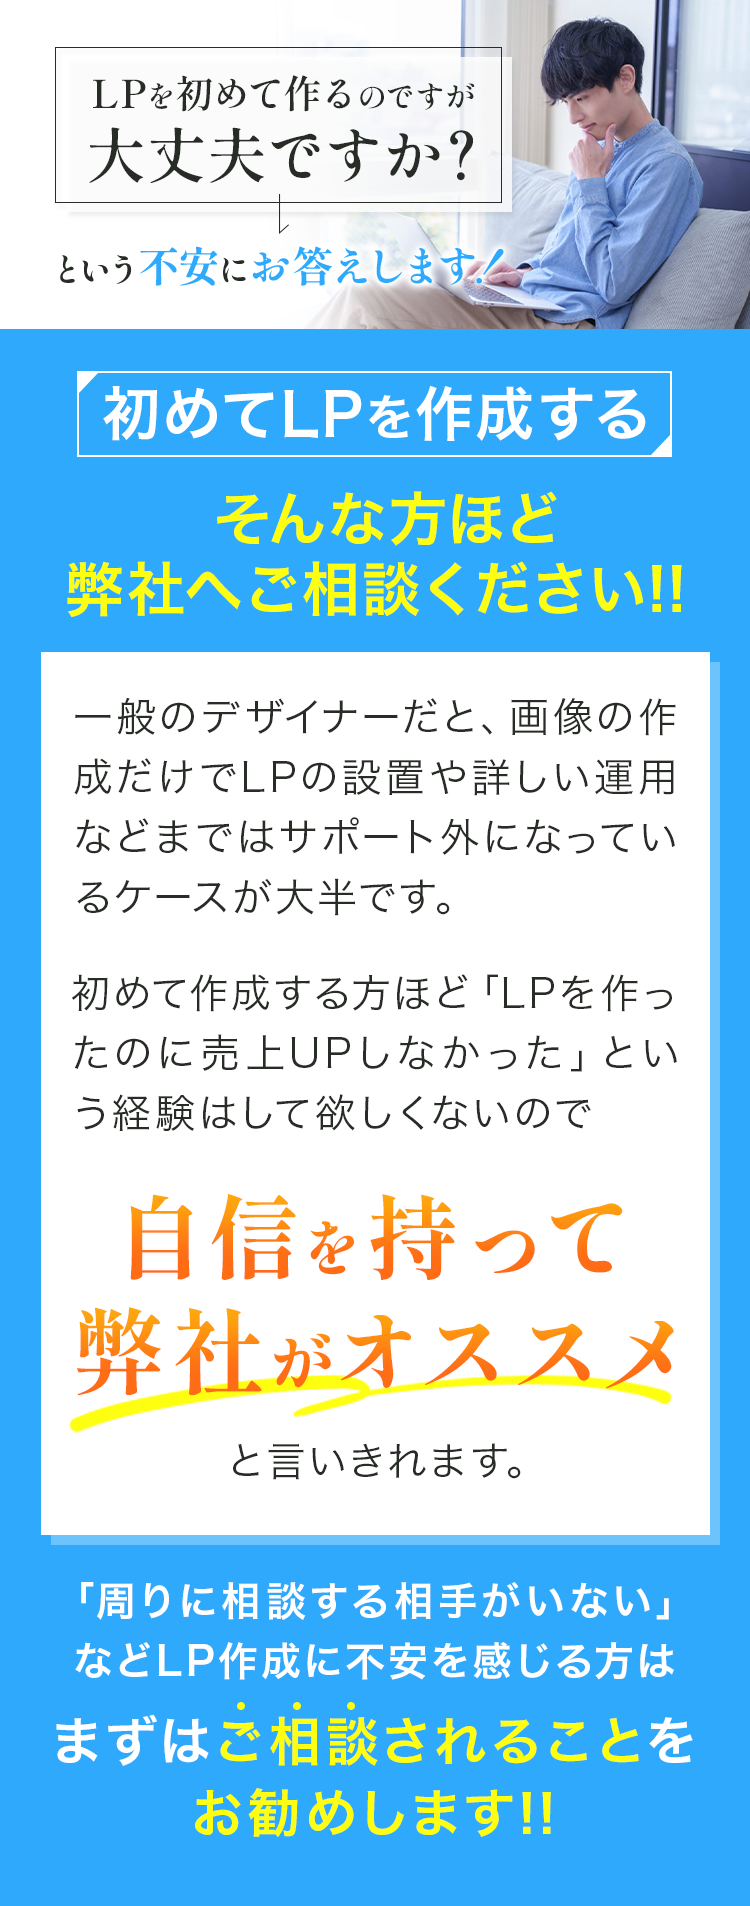 LPを初めて作るのですが
大丈夫ですか？
という不安にお答えします！
初めてLPを作成する
そんな方ほど
弊社へご相談ください!!
一般のデザイナーだと、画像の作
成だけでLPの設置や詳しい運用
などまではサポート外になってい
るケースが大半です。
初めて作成する方ほど「LPを作っ
たのに売上UPしなかった」とい
う経験はして欲しくないので
自信を持って
弊社がオススメ
と言いきれます。
「周りに相談する相手がいない」
などLP作成に不安を感じる方は
まずはご相談されることを
お勧めします!!